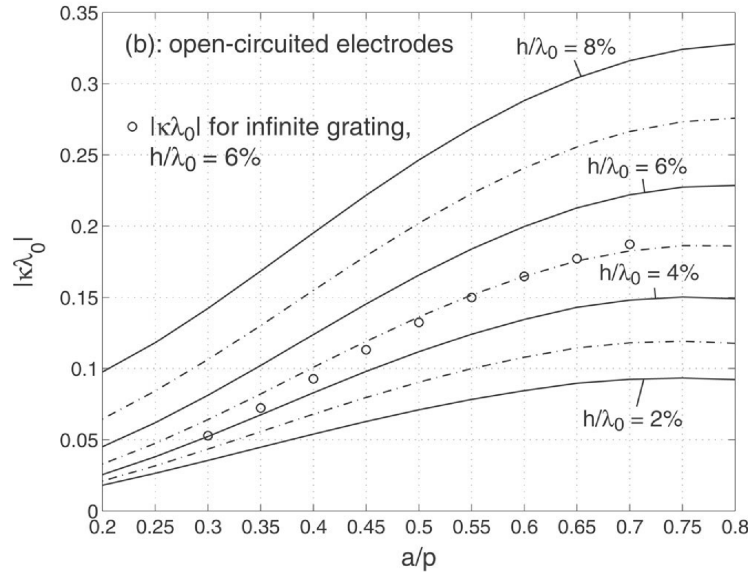 0.35
(b): open-circuited electrodes
h/λ₀ = 8%
0.3
○ |κλ₀| for infinite grating,
h/λ₀ = 6%
0.25
h/λ₀ = 6%
0.2
|κλ₀|
h/λ₀ = 4%
0.15
0.1
h/λ₀ = 2%
0.05
0
0.2 0.25 0.3 0.35 0.4 0.45 0.5 0.55 0.6 0.65 0.7 0.75 0.8
a/p